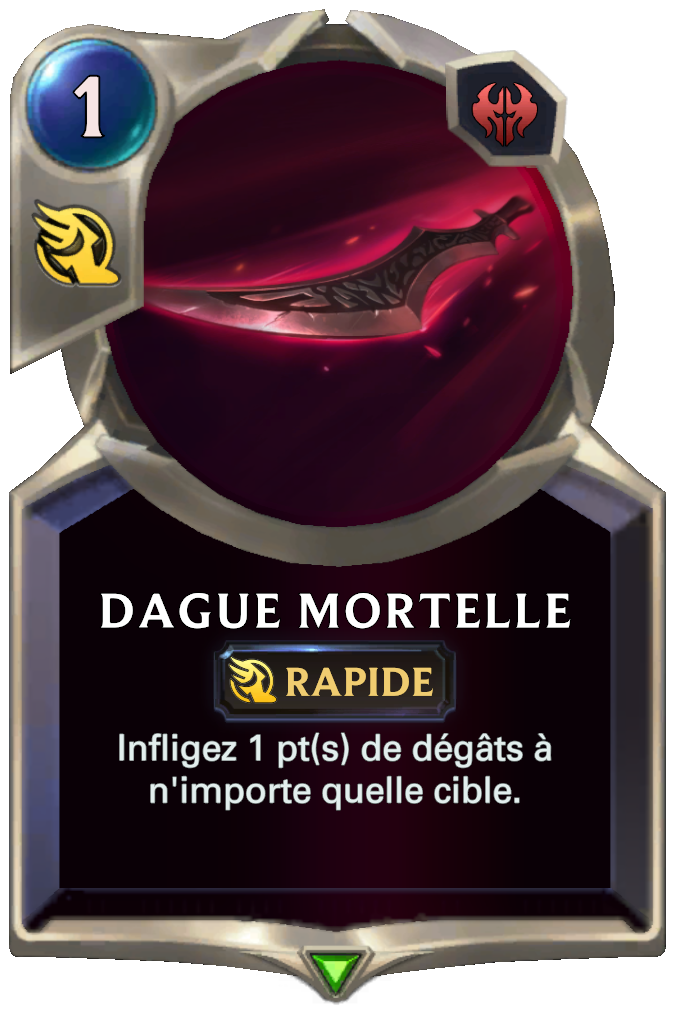 1
DAGUE MORTELLE
RAPIDE
Infligez 1 pt(s) de dégâts à
n'importe quelle cible.